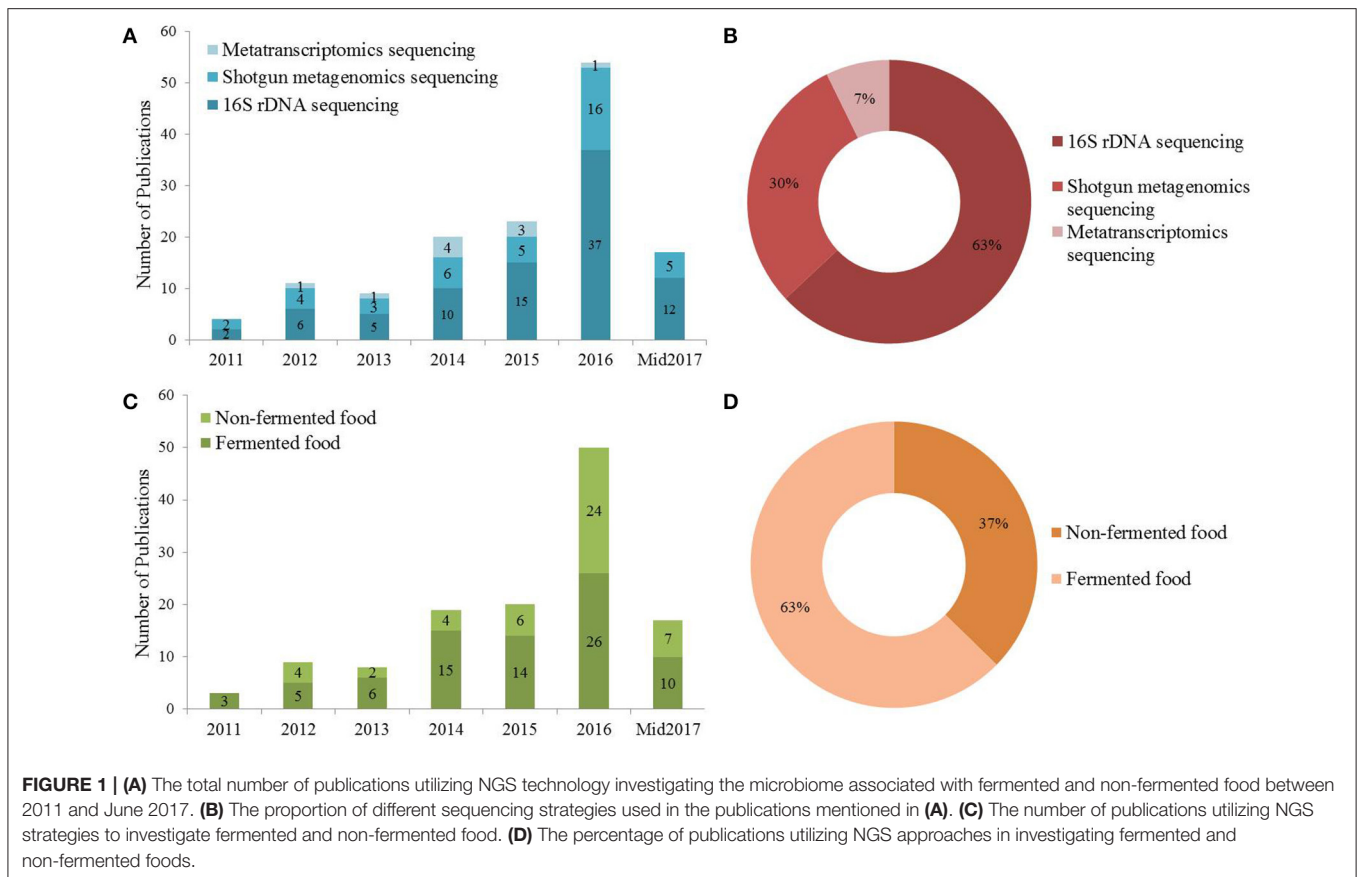 A
Number of Publications
60
50
40
30
20
10
0
Metatranscriptomics sequencing
Shotgun metagenomics sequencing
16S rDNA sequencing
2
2
1
4
6
1
3
5
4
6
10
3
5
15
1
16
37
5
12
2011
2012
2013
2014
2015
2016
Mid2017
B
7%
30%
63%
16S rDNA sequencing
Shotgun metagenomics
sequencing
Metatranscriptomics
sequencing
C
Number of Publications
60
50
40
30
20
10
0
Non-fermented food
Fermented food
3
4
5
2
6
4
15
6
14
24
26
7
10
2011
2012
2013
2014
2015
2016
Mid2017
D
37%
63%
Non-fermented food
Fermented food
FIGURE 1 | (A) The total number of publications utilizing NGS technology investigating the microbiome associated with fermented and non-fermented food between
2011 and June 2017. (B) The proportion of different sequencing strategies used in the publications mentioned in (A). (C) The number of publications utilizing NGS
strategies to investigate fermented and non-fermented food. (D) The percentage of publications utilizing NGS approaches in investigating fermented and
non-fermented foods.